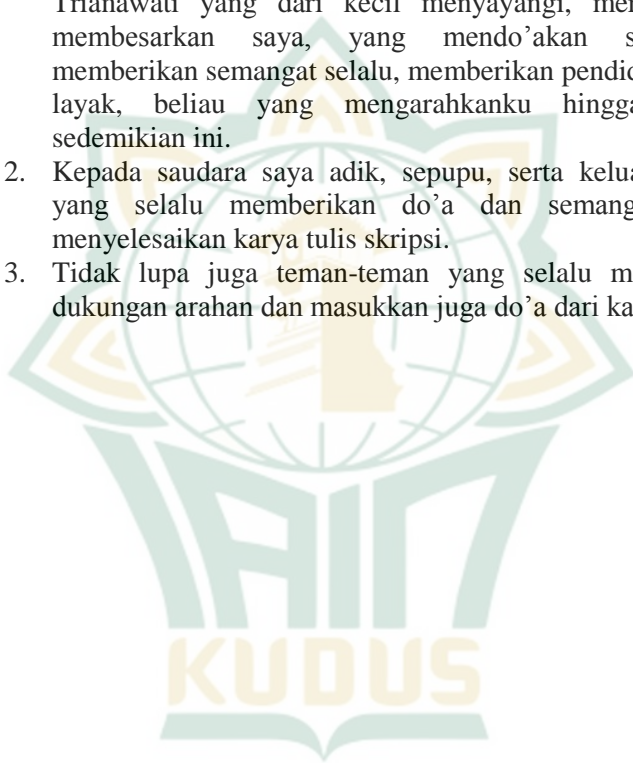 Trianawati yang dari kecil menyayangi,
membesarkan saya, yang mendo’akan
memberikan semangat selalu, memberikan
layak, beliau yang mengarahkanku
sedemikian ini.
2. Kepada saudara saya adik, sepupu, serta
yang selalu memberikan do’a dan
menyelesaikan karya tulis skripsi.
3. Tidak lupa juga teman-teman yang selalu
dukungan arahan dan masukkan juga do’a dari
IAIN
KUDUS